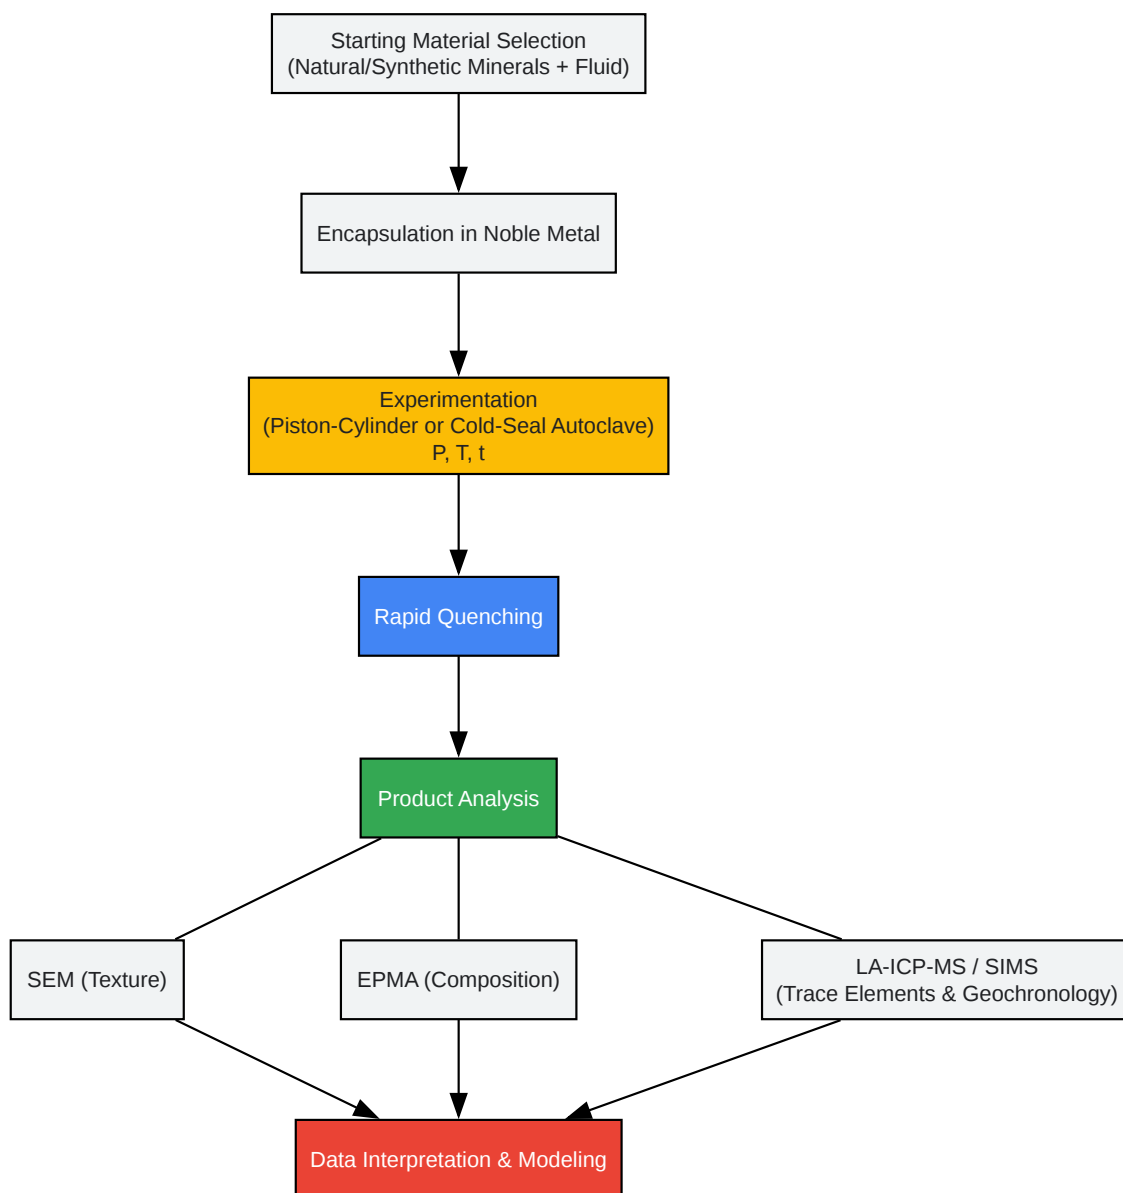 Starting Material Selection
(Natural/Synthetic Minerals + Fluid)
Encapsulation in Noble Metal
Experimentation
(Piston-Cylinder or Cold-Seal Autoclave)
P, T, t
Rapid Quenching
Product Analysis
SEM (Texture)
EPMA (Composition)
LA-ICP-MS / SIMS
(Trace Elements & Geochronology)
Data Interpretation & Modeling